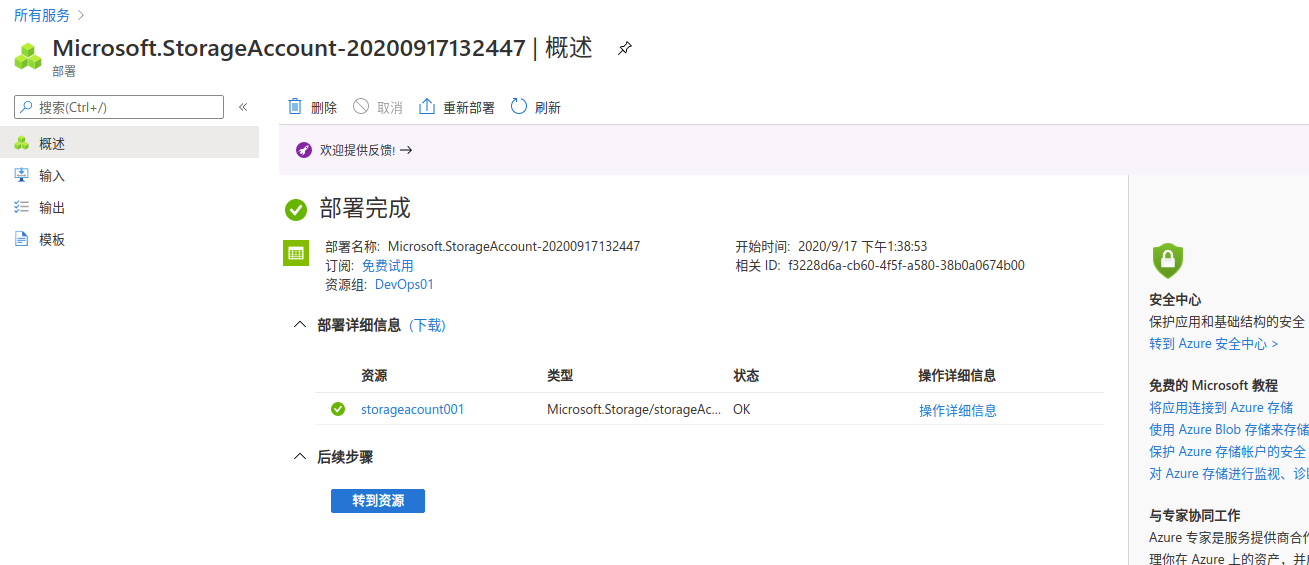 所有服务 >
Microsoft.StorageAccount-20200917132447 | 概述
部署
搜索(Ctrl+/)
«
概述
输入
输出
模板
删除 取消 重新部署 刷新
欢迎提供反馈! →
部署完成
部署名称: Microsoft.StorageAccount-20200917132447
订阅: 免费试用
资源组: DevOps01
开始时间: 2020/9/17 下午1:38:53
相关 ID: f3228d6a-cb60-4f5f-a580-38b0a0674b00
部署详细信息 (下载)
资源 类型 状态 操作详细信息
storageacount001 Microsoft.Storage/storageAc... OK 操作详细信息
后续步骤
转到资源
安全中心
保护应用和基础结构的安全
转到 Azure 安全中心 >
免费的 Microsoft 教程
将应用连接到 Azure 存储
使用 Azure Blob 存储来存储
保护 Azure 存储帐户的安全
对 Azure 存储进行监视、诊
与专家协同工作
Azure 专家是服务提供商合作
理你在 Azure 上的资产，并